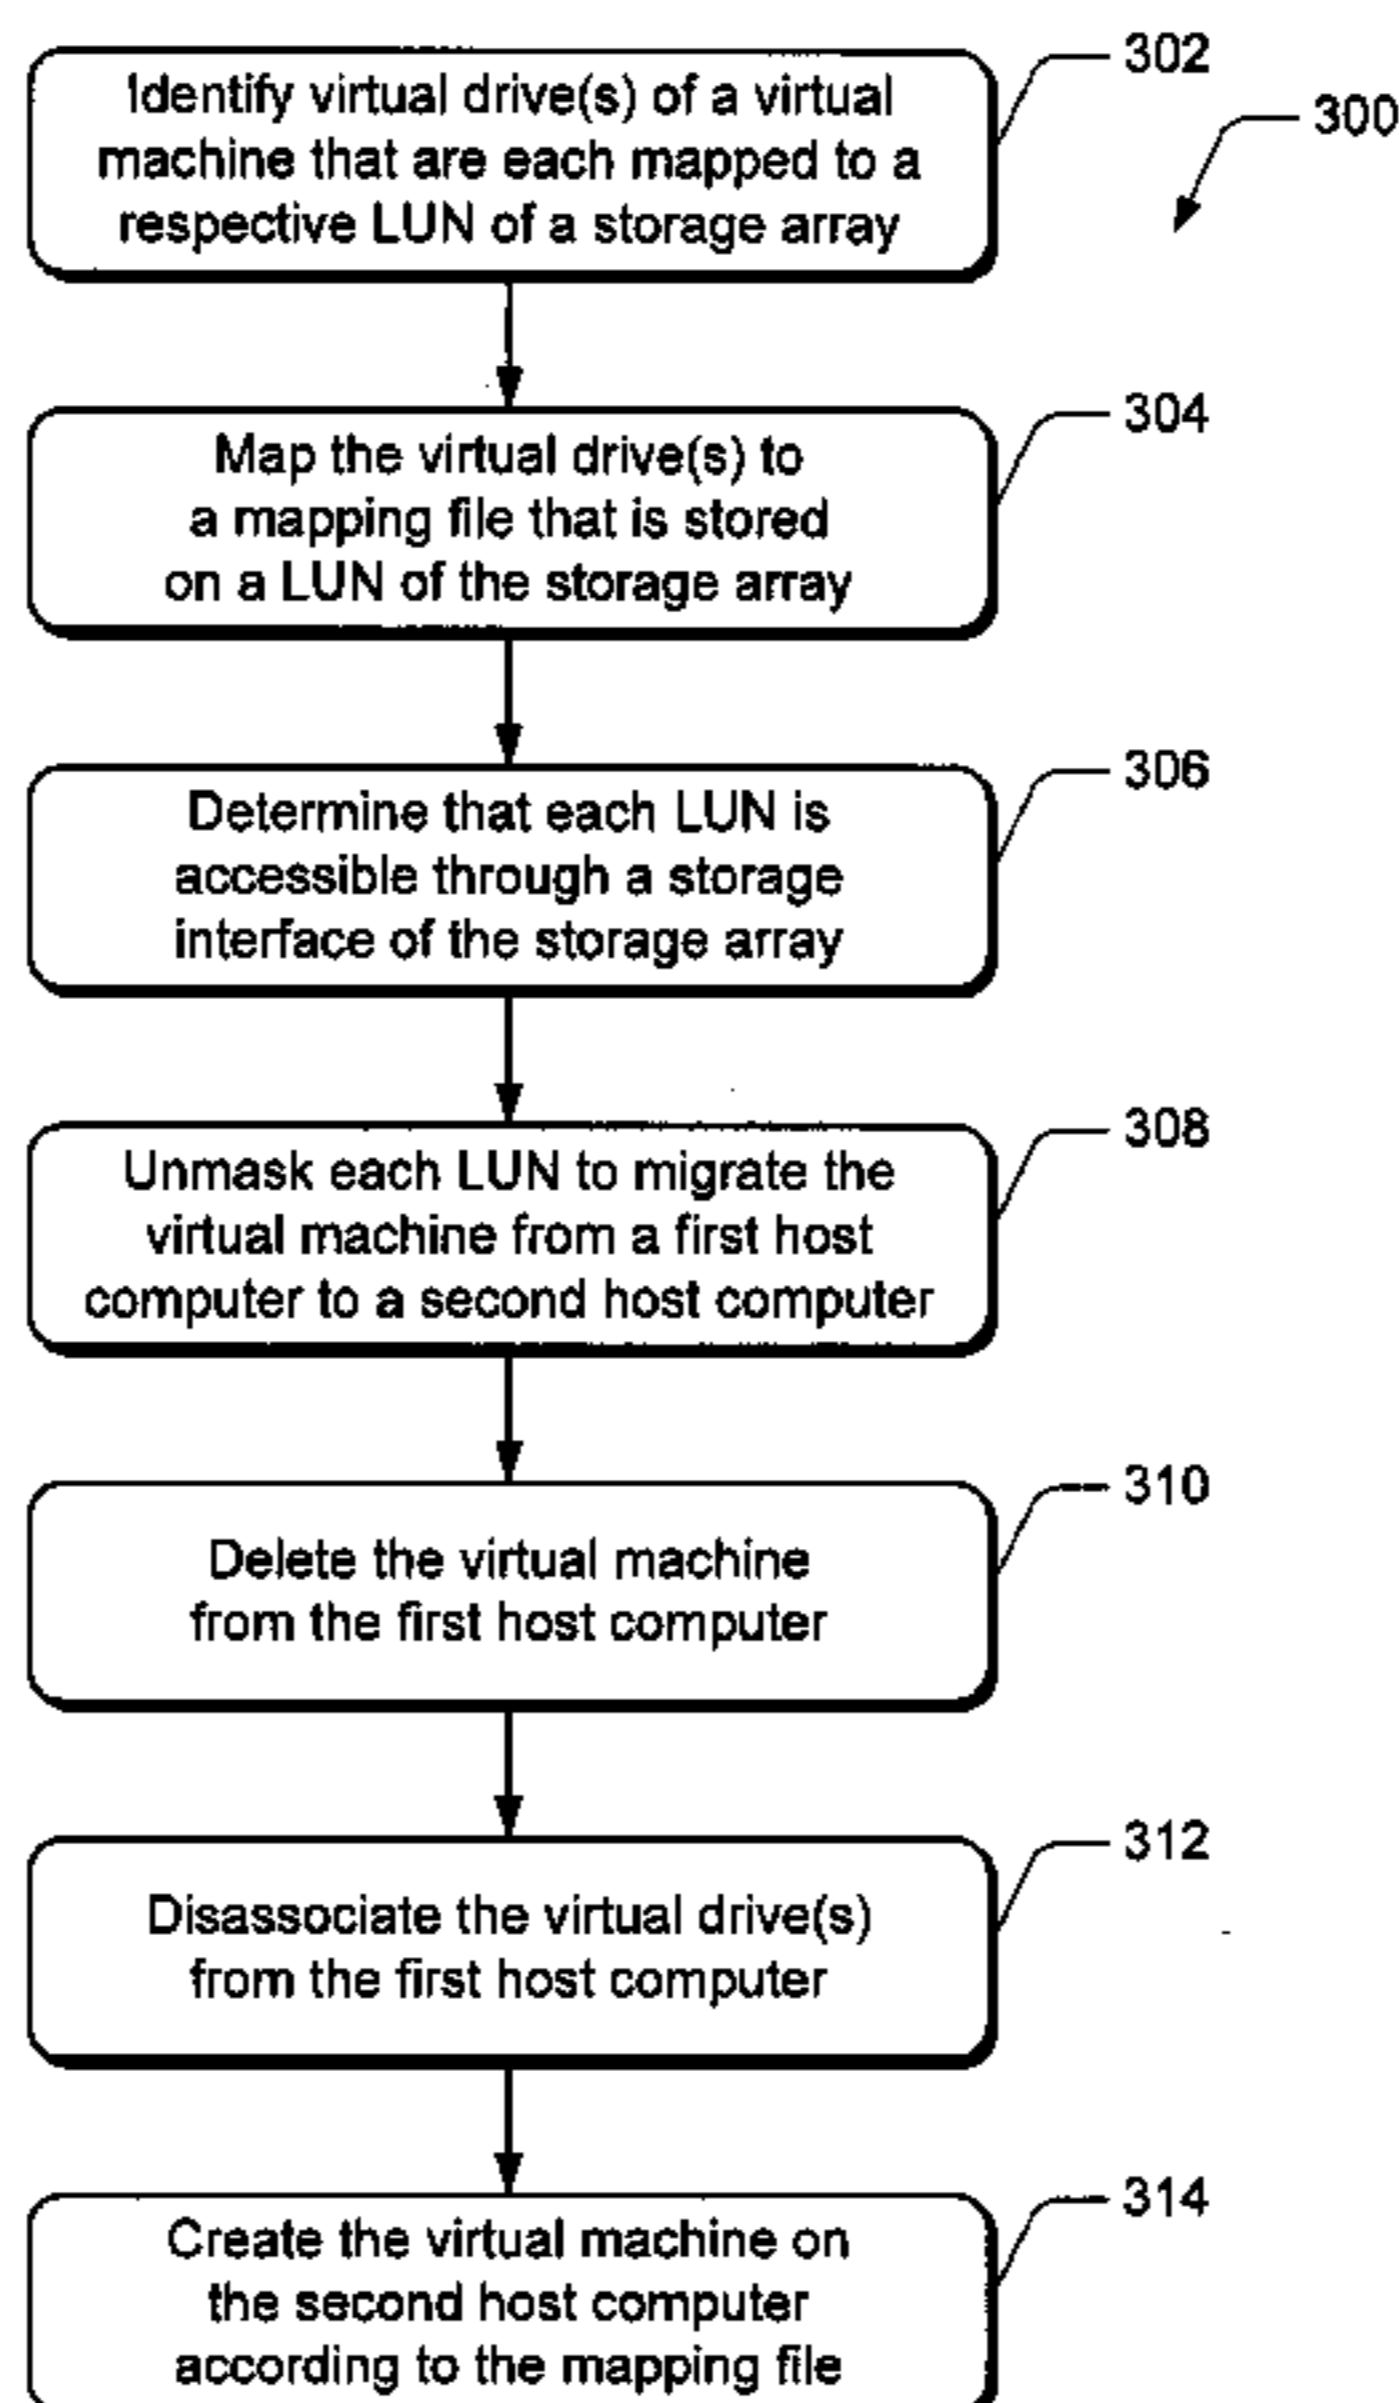 302
300
Identify virtual drive(s) of a virtual
machine that are each mapped to a
respective LUN of a storage array
304
Map the virtual drive(s) to
a mapping file that is stored
on a LUN of the storage array
306
Determine that each LUN is
accessible through a storage
interface of the storage array
308
Unmask each LUN to migrate the
virtual machine from a first host
computer to a second host computer
310
Delete the virtual machine
from the first host computer
312
Disassociate the virtual drive(s)
from the first host computer
314
Create the virtual machine on
the second host computer
according to the mapping file